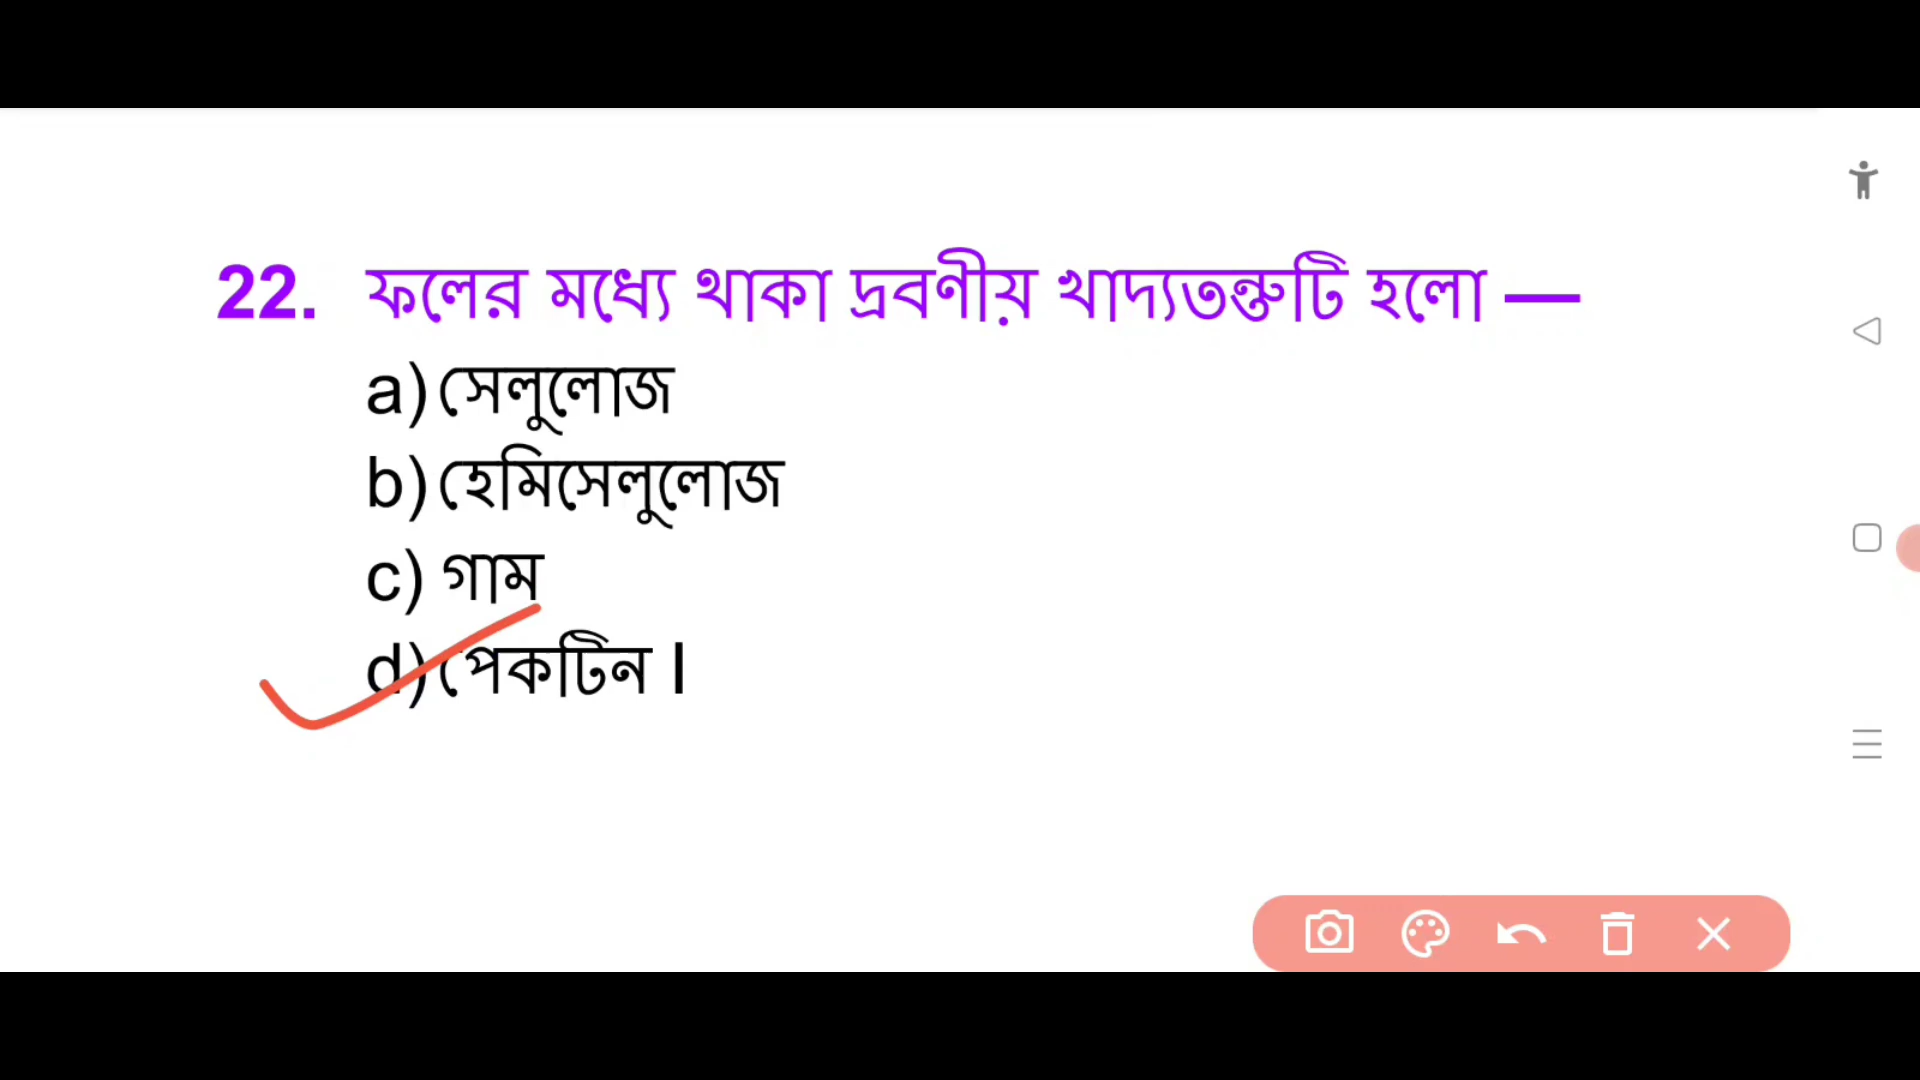 22. ফলের মধ্যে থাকা দ্রবণীয় খাদ্যতন্তুটি হলো —
a) সেলুলোজ
b) হেমিসেলুলোজ
c) গাম
d) পেকটিন।